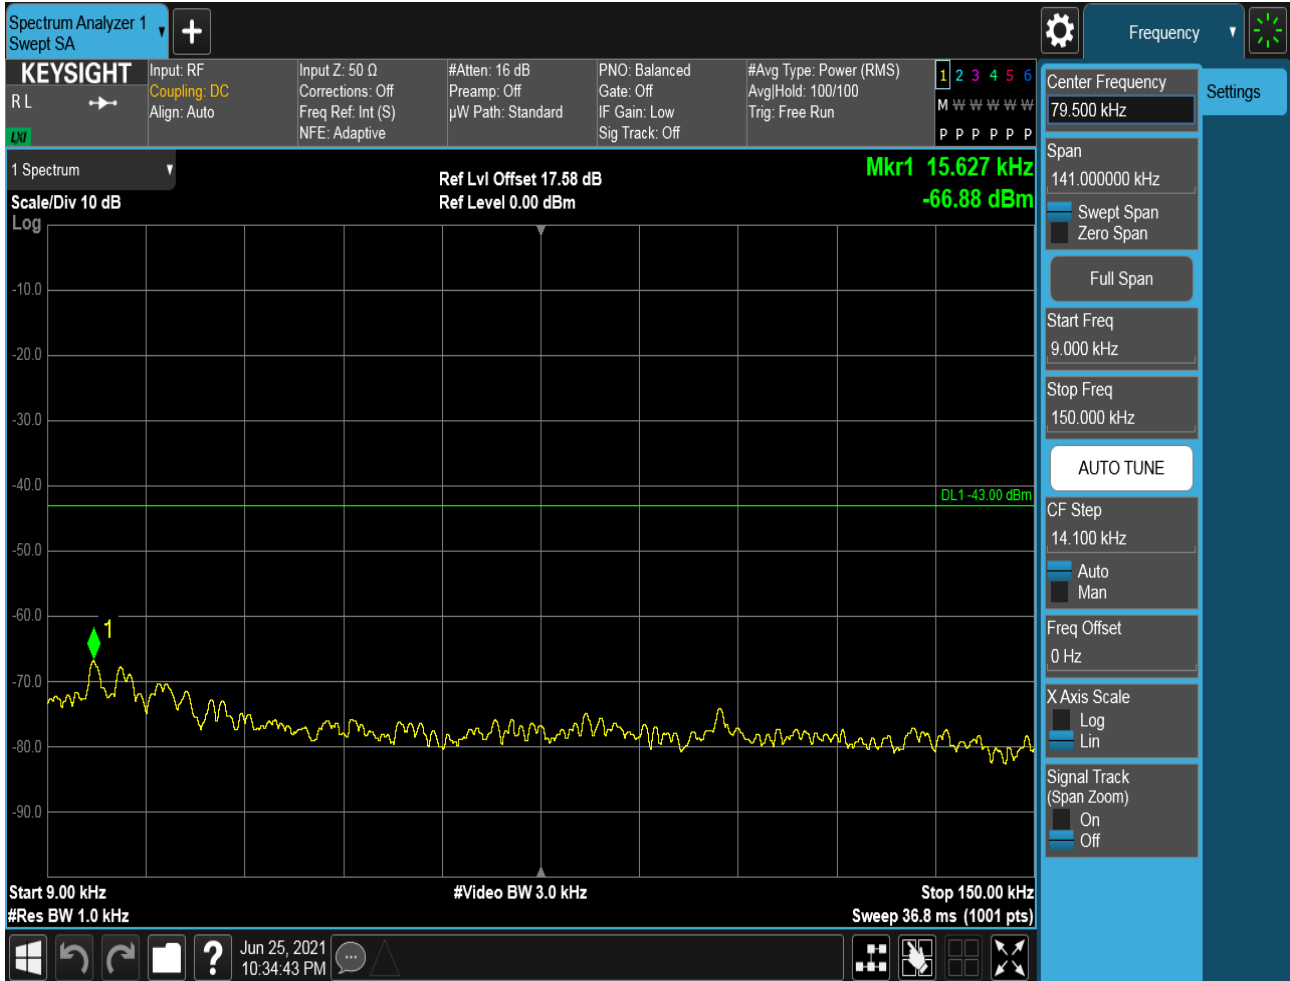 Spectrum Analyzer 1
Swept SA
Frequency
KEYSIGHT
R L
LXI
Input: RF
Coupling: DC
Align: Auto
Input Z: 50 Ω
Corrections: Off
Freq Ref: Int (S)
NFE: Adaptive
#Atten: 16 dB
Preamp: Off
µW Path: Standard
PNO: Balanced
Gate: Off
IF Gain: Low
Sig Track: Off
#Avg Type: Power (RMS)
Avg|Hold: 100/100
Trig: Free Run
1 2 3 4 5 6
M W W W W W
P P P P P P
1 Spectrum
Scale/Div 10 dB
Log
Ref Lvl Offset 17.58 dB
Ref Level 0.00 dBm
Mkr1 15.627 kHz
-66.88 dBm
-10.0
-20.0
-30.0
-40.0
DL1 -43.00 dBm
-50.0
-60.0
1
-70.0
-80.0
-90.0
Start 9.00 kHz
#Video BW 3.0 kHz
Stop 150.00 kHz
#Res BW 1.0 kHz
Sweep 36.8 ms (1001 pts)
?
Jun 25, 2021
10:34:43 PM
Settings
Center Frequency
79.500 kHz
Span
141.000000 kHz
Swept Span
Zero Span
Full Span
Start Freq
9.000 kHz
Stop Freq
150.000 kHz
AUTO TUNE
CF Step
14.100 kHz
Auto
Man
Freq Offset
0 Hz
X Axis Scale
Log
Lin
Signal Track
(Span Zoom)
On
Off